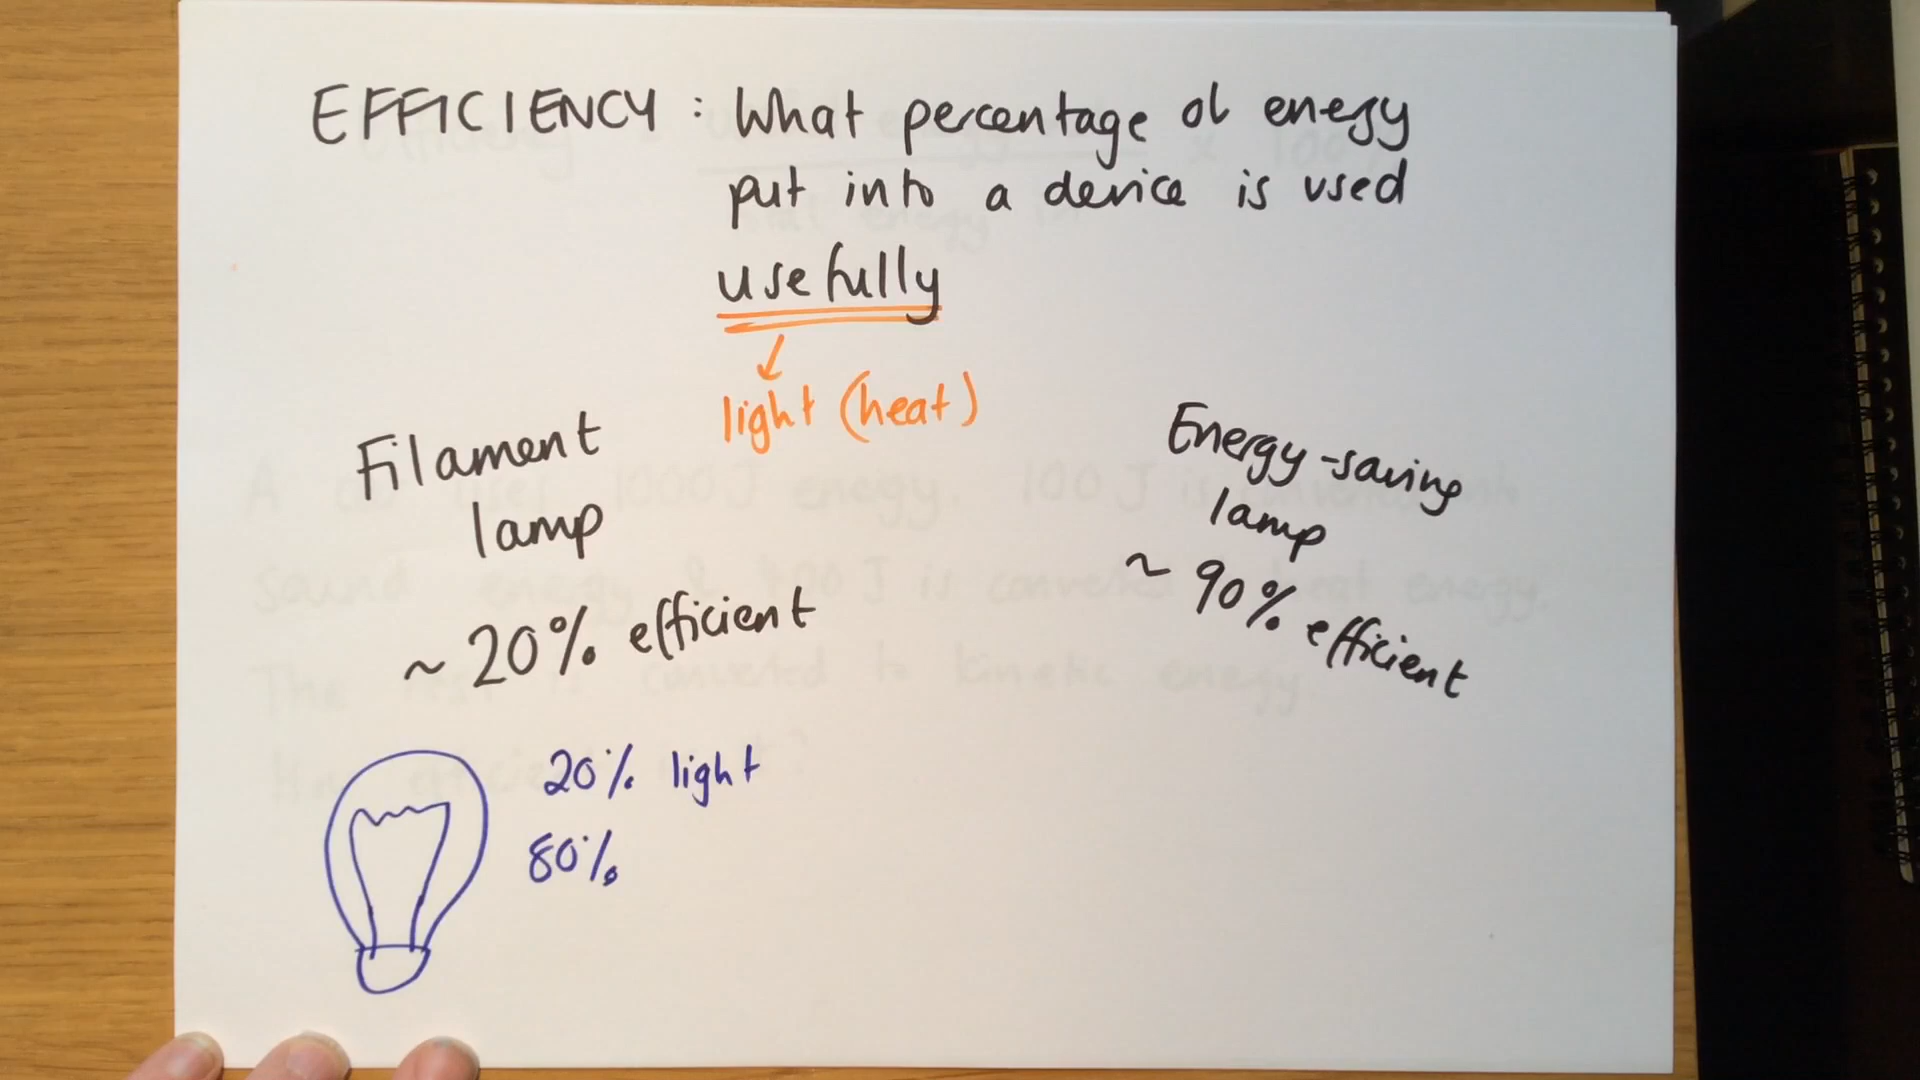 EFFICIENCY : What percentage of energy
put into a device is used
usefully
light (heat)
Filament
lamp
~ 20% efficient
Energy-saving
lamp
~ 90% efficient
20% light
80%